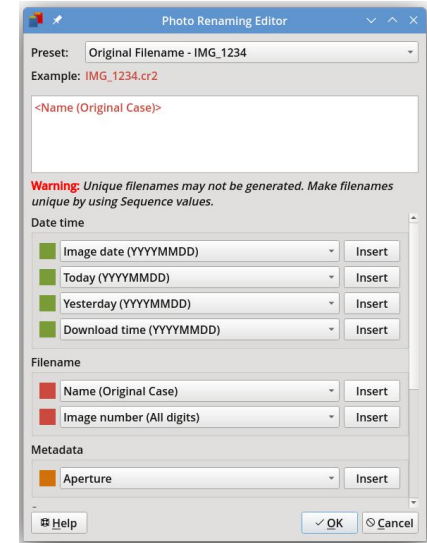 Photo Renaming Editor
Preset: Original Filename - IMG_1234
Example: IMG_1234.cr2
<Name (Original Case)>
Warning: Unique filenames may not be generated. Make filenames
unique by using Sequence values.
Date time
Image date (YYYYMMDD) Insert
Today (YYYYMMDD) Insert
Yesterday (YYYYMMDD) Insert
Download time (YYYYMMDD) Insert
Filename
Name (Original Case) Insert
Image number (All digits) Insert
Metadata
Aperture Insert
Help OK Cancel